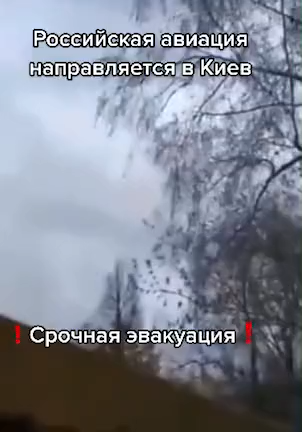 Российская авиация
направляется в Киев
❗Срочная эвакуация❗